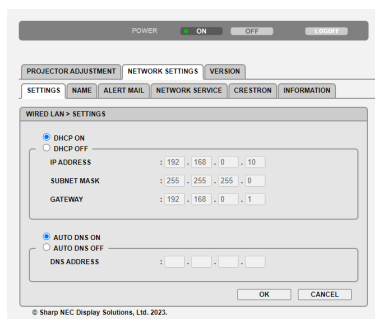 POWER ON OFF LOGOFF
PROJECTOR ADJUSTMENT NETWORK SETTINGS VERSION
SETTINGS NAME ALERT MAIL NETWORK SERVICE CRESTRON INFORMATION
WIRED LAN > SETTINGS
DHCP ON
DHCP OFF
IP ADDRESS : 192 . 168 . 0 . 10
SUBNET MASK : 255 . 255 . 255 . 0
GATEWAY : 192 . 168 . 0 . 1
AUTO DNS ON
AUTO DNS OFF
DNS ADDRESS : . . .
OK CANCEL
© Sharp NEC Display Solutions, Ltd. 2023.